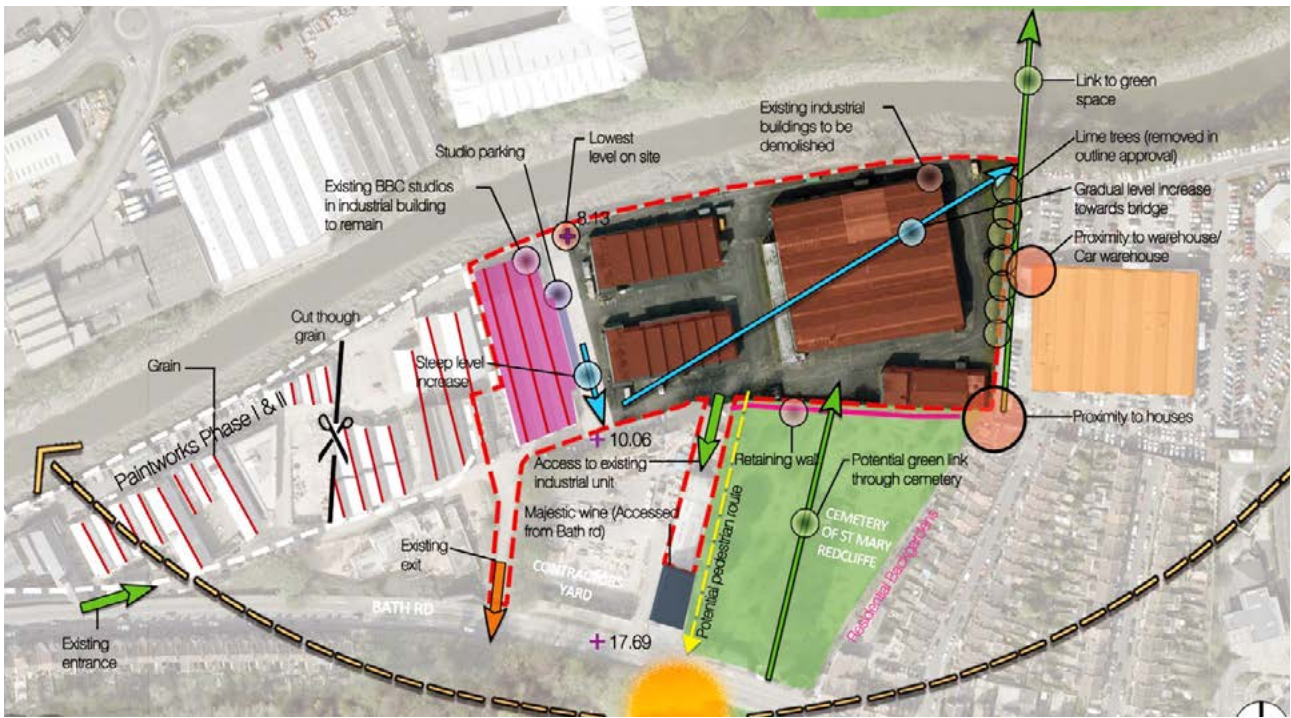 Link to green
space
Existing industrial
buildings to be
demolished
Lowest
level on site
Lime trees (removed in
outline approval)
Studio parking
Existing BBC studios
in industrial building
to remain
Gradual level increase
towards bridge
8.13
Proximity to warehouse/
Car warehouse
Cut though
grain
Grain
Steep level
increase
Paintworks Phase I & II
Proximity to houses
10.06
Access to existing
industrial unit
Retaining wall
Potential green link
through cemetery
Majestic wine (Accessed
from Bath rd)
CEMETERY
OF ST MARY
REDCLIFFE
Existing
exit
CONTRACTORS
YARD
Potential pedestrian route
Residential Backgardens
BATH RD
Existing
entrance
17.69